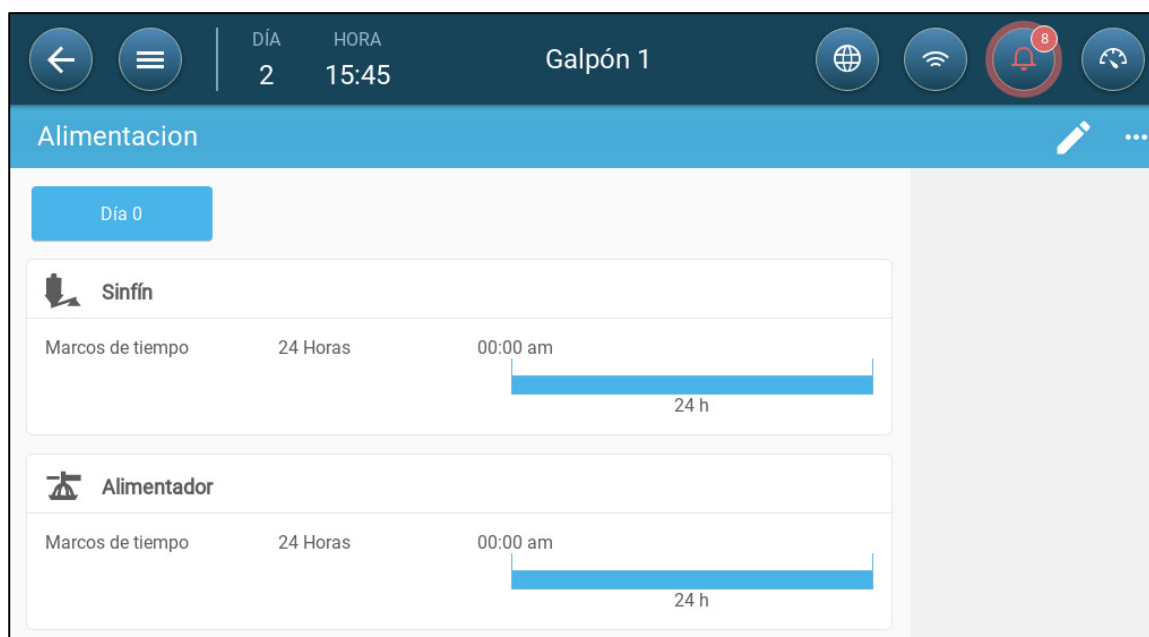 DÍA HORA
2 15:45 Galpón 1 8
Alimentacion
Día 0
Sinfín
Marcos de tiempo 24 Horas 00:00 am
24 h
Alimentador
Marcos de tiempo 24 Horas 00:00 am
24 h